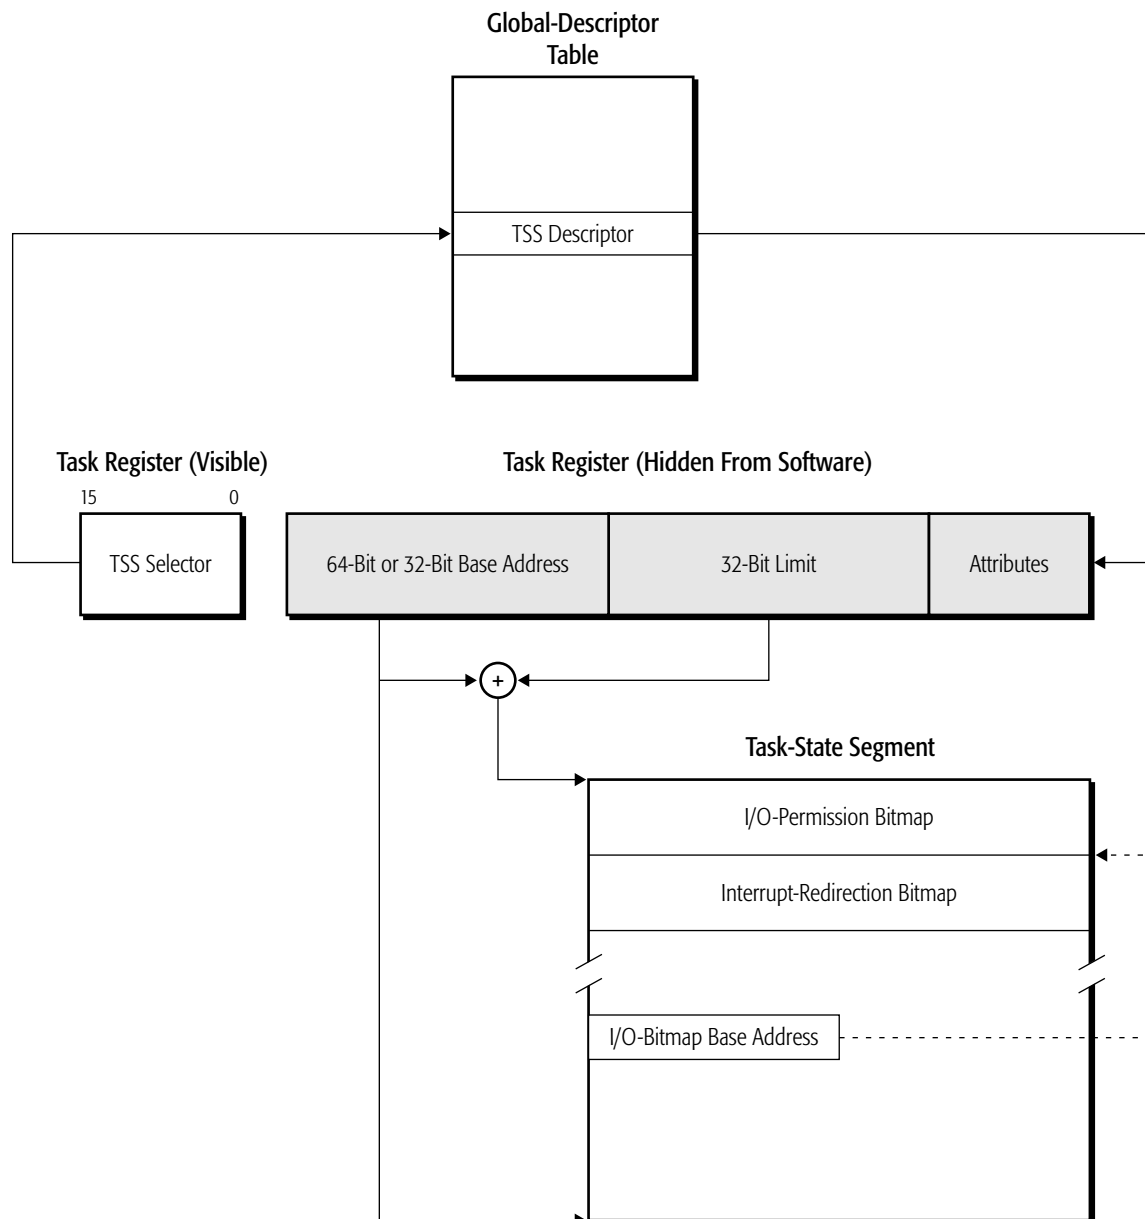 Global-Descriptor
Table
TSS Descriptor
Task Register (Visible)
Task Register (Hidden From Software)
15
0
TSS Selector
64-Bit or 32-Bit Base Address
32-Bit Limit
Attributes
+
Task-State Segment
I/O-Permission Bitmap
Interrupt-Redirection Bitmap
I/O-Bitmap Base Address